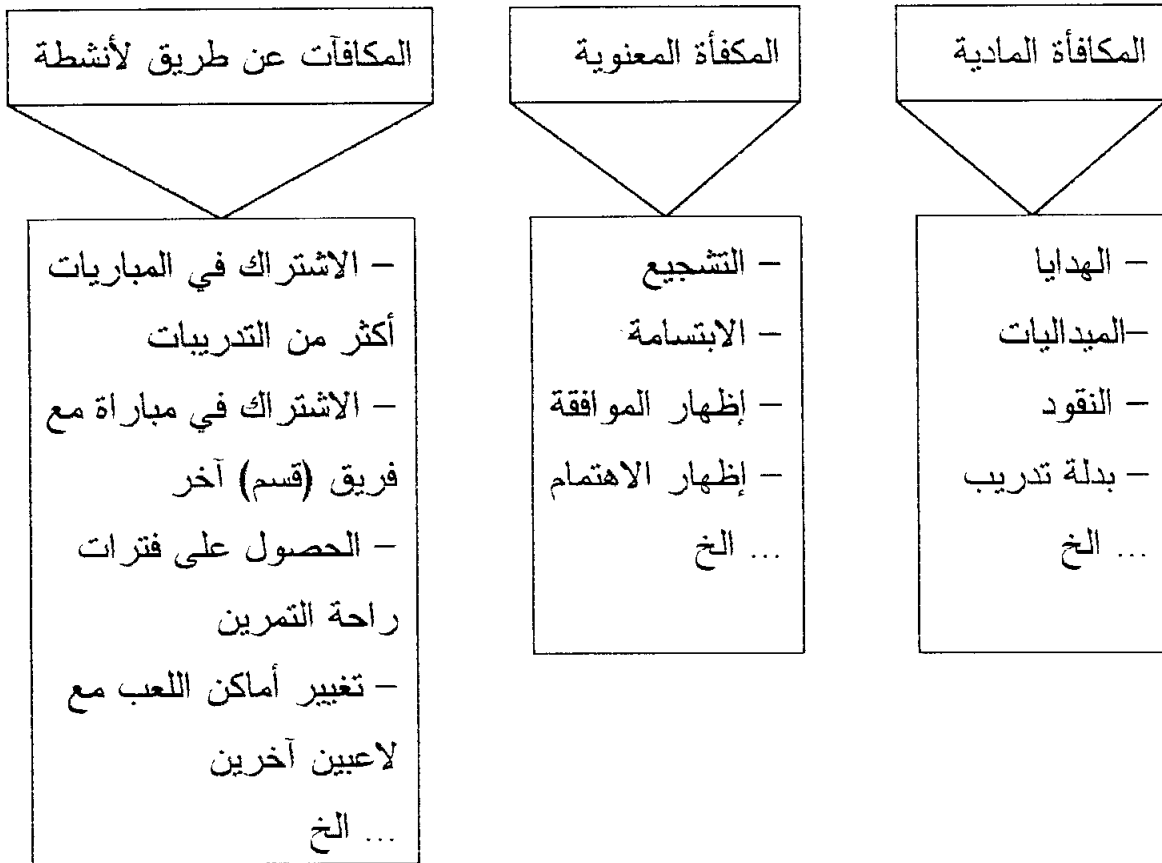 المكافأة المادية
– الهدايا
–الميداليات
– النقود
– بدلة تدريب
... الخ
المكفأة المعنوية
– التشجيع
– الابتسامة
– إظهار الموافقة
– إظهار الاهتمام
... الخ
المكافآت عن طريق لأنشطة
– الاشتراك في المباريات
أكثر من التدريبات
– الاشتراك في مباراة مع
فريق (قسم) آخر
– الحصول على فترات
راحة التمرين
– تغيير أماكن اللعب مع
لاعبين آخرين
... الخ